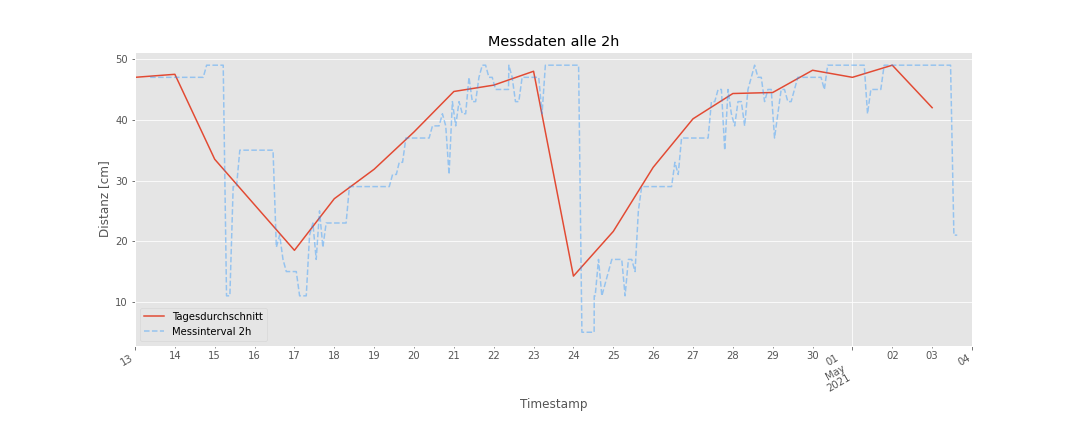 Messdaten alle 2h
Distanz [cm]
50
40
30
20
10
Tagesdurchschnitt
Messinterval 2h
13 14 15 16 17 18 19 20 21 22 23 24 25 26 27 28 29 30 01 02 03 04
May
2021
Timestamp